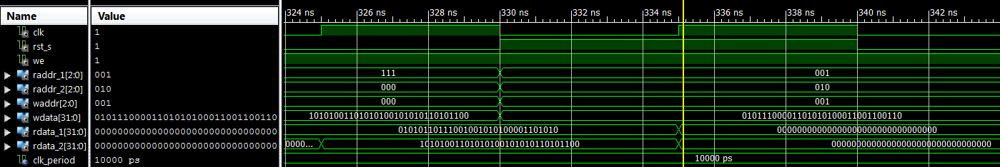 Name Value 324 ns 326 ns 328 ns 330 ns 332 ns 334 ns 336 ns 338 ns 340 ns 342 ns
clk 1
rst_s 1
we 1
raddr_1[2:0] 001 111 001
raddr_2[2:0] 010 000 010
waddr[2:0] 001 000 001
wdata[31:0] 01011100001101010100011001100110 10101001101010100101010110101100 01011100001101010100011001100110
rdata_1[31:0] 00000000000000000000000000000000 01010110111001001010100001101010 00000000000000000000000000000000
rdata_2[31:0] 00000000000000000000000000000000 0000... 10101001101010100101010110101100 00000000000000000000000000000000
clk_period 10000 ps 10000 ps